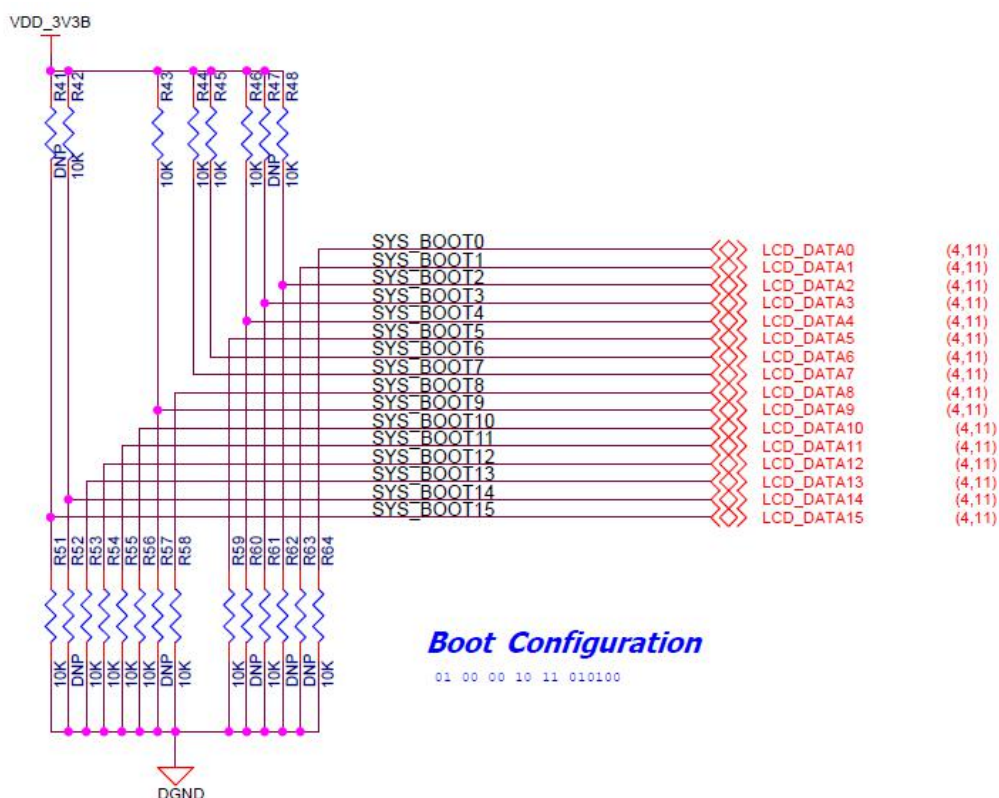 VDD_3V3B
R41 R42 R43 R44 R45 R46 R47 R48
DNP 10K 10K 10K 10K 10K DNP 10K
SYS_BOOT0 LCD_DATA0 (4,11)
SYS_BOOT1 LCD_DATA1 (4,11)
SYS_BOOT2 LCD_DATA2 (4,11)
SYS_BOOT3 LCD_DATA3 (4,11)
SYS_BOOT4 LCD_DATA4 (4,11)
SYS_BOOT5 LCD_DATA5 (4,11)
SYS_BOOT6 LCD_DATA6 (4,11)
SYS_BOOT7 LCD_DATA7 (4,11)
SYS_BOOT8 LCD_DATA8 (4,11)
SYS_BOOT9 LCD_DATA9 (4,11)
SYS_BOOT10 LCD_DATA10 (4,11)
SYS_BOOT11 LCD_DATA11 (4,11)
SYS_BOOT12 LCD_DATA12 (4,11)
SYS_BOOT13 LCD_DATA13 (4,11)
SYS_BOOT14 LCD_DATA14 (4,11)
SYS_BOOT15 LCD_DATA15 (4,11)
R51 R52 R53 R54 R55 R56 R57 R58 R59 R60 R61 R62 R63 R64
10K DNP 10K 10K 10K 10K DNP 10K 10K DNP 10K DNP DNP 10K
Boot Configuration
01 00 00 10 11 010100
DGND